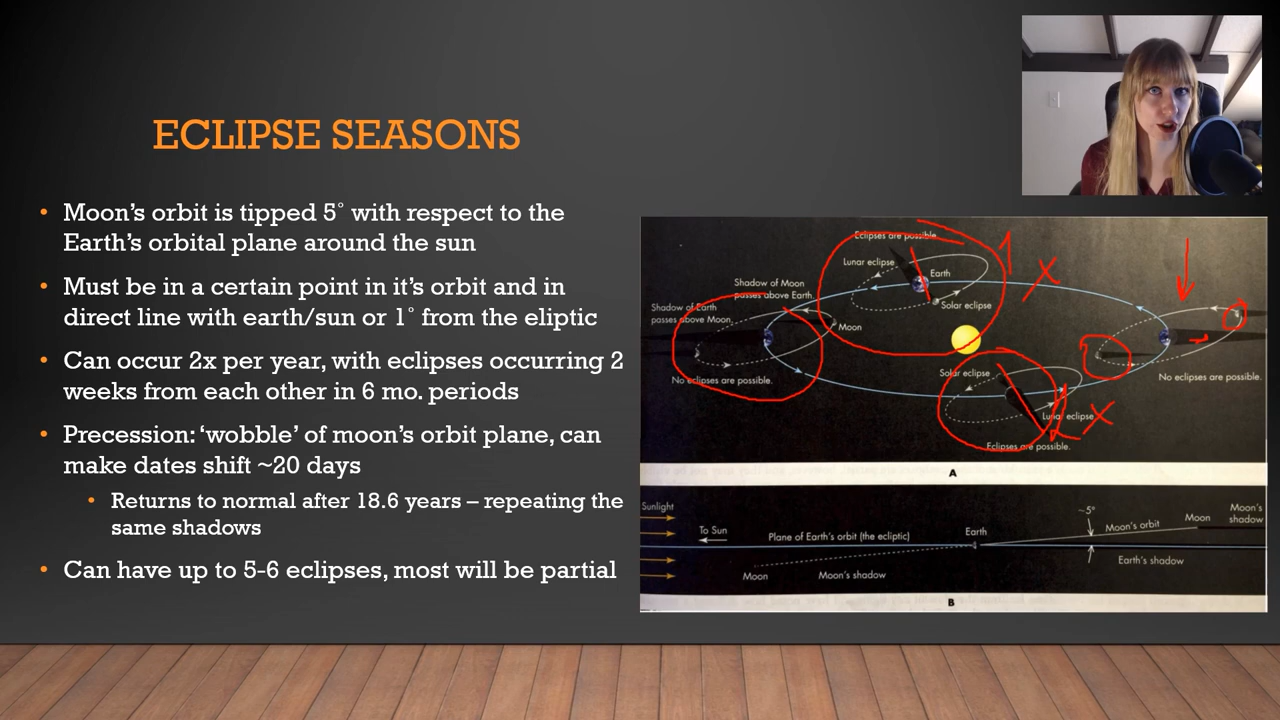 ECLIPSE SEASONS
• Moon's orbit is tipped 5° with respect to the
Earth's orbital plane around the sun
• Must be in a certain point in it's orbit and in
direct line with earth/sun or 1° from the eliptic
• Can occur 2x per year, with eclipses occurring 2
weeks from each other in 6 mo. periods
• Precession: 'wobble' of moon's orbit plane, can
make dates shift ~20 days
• Returns to normal after 18.6 years – repeating the
same shadows
• Can have up to 5-6 eclipses, most will be partial
Eclipses are possible.
Lunar eclipse
Earth
Solar eclipse
1
X
Shadow of Moon
passes above Earth.
Shadow of Earth
passes above Moon.
Moon
No eclipses are possible.
No eclipses are possible.
Solar eclipse
Lunar eclipse
2
X
Eclipses are possible.
A
Sunlight
To Sun
Plane of Earth's orbit (the ecliptic)
Earth
~5°
Moon's orbit
Moon
Moon's
shadow
Earth's shadow
Moon
Moon's shadow
B